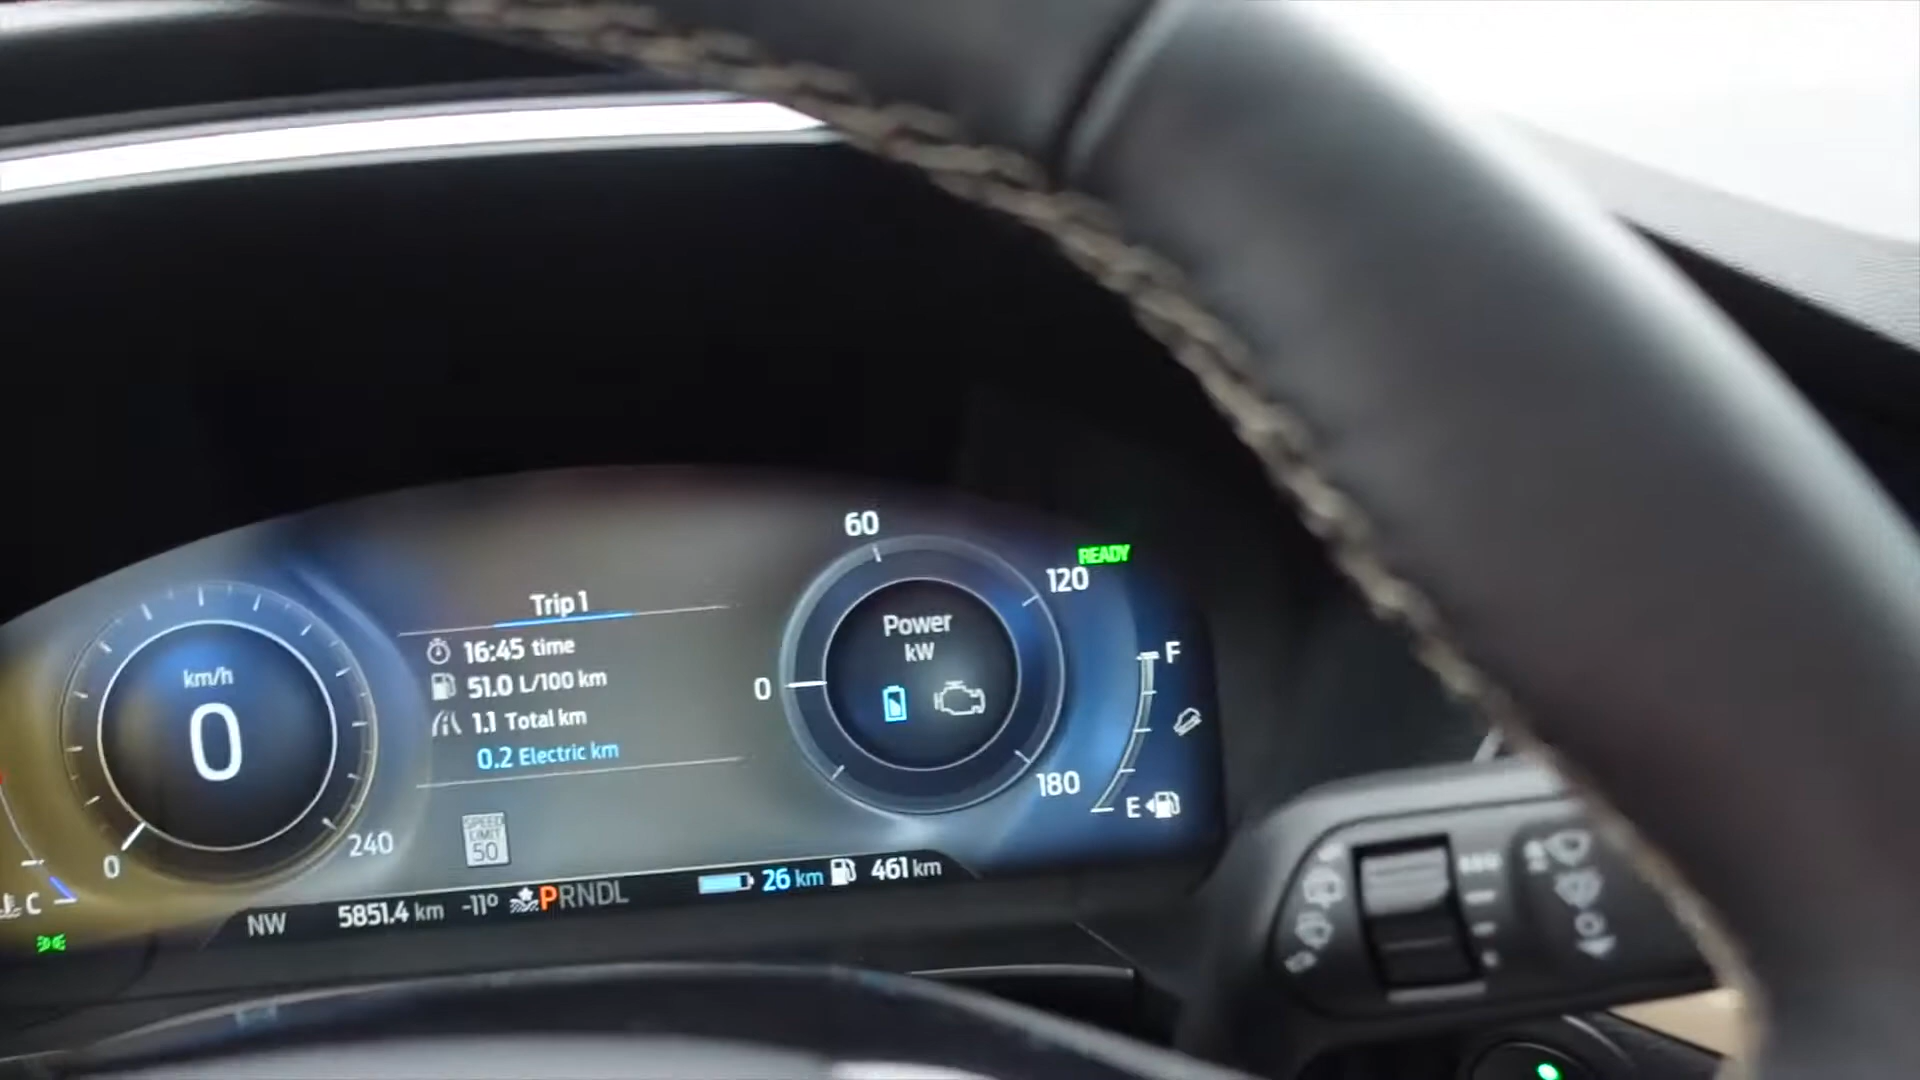 60
READY
120
Trip 1
Power
kW
16:45 time
km/h
0
51.0 L/100 km
F
0
1.1 Total km
0.2 Electric km
180
E
SPEED
LIMIT
50
240
0
C
26 km
461 km
NW
5851.4 km
-11°
PRNDL